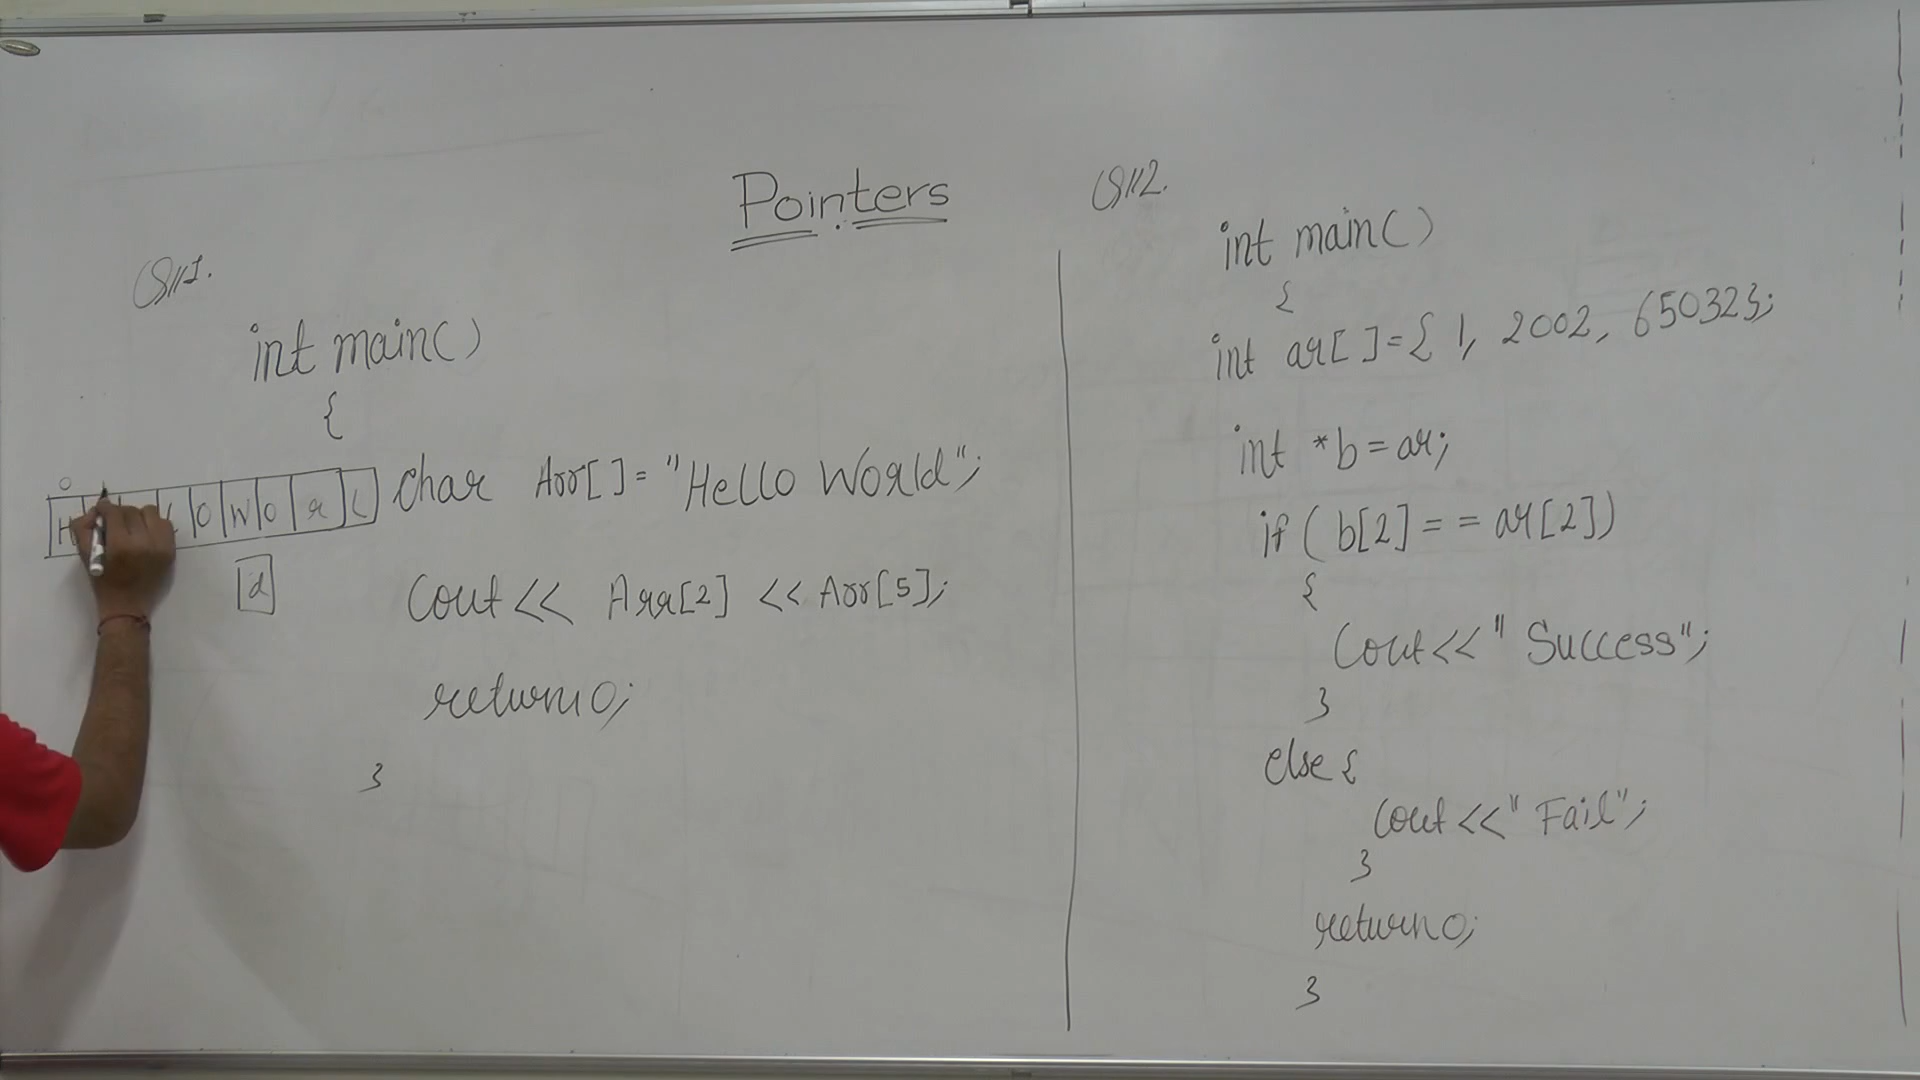 Pointers
Q1.
int main()
{
char Arr[] = "Hello World";
0
H L O W O r L
d
Cout << Arr[2] << Arr[5];
return 0;
}
Q2.
int main()
{
int ar[ ]={ 1, 2002, 65032};
int *b = ar;
if ( b[2] = = ar[2])
{
Cout<<" Success";
}
else {
Cout <<" Fail";
}
return 0;
}